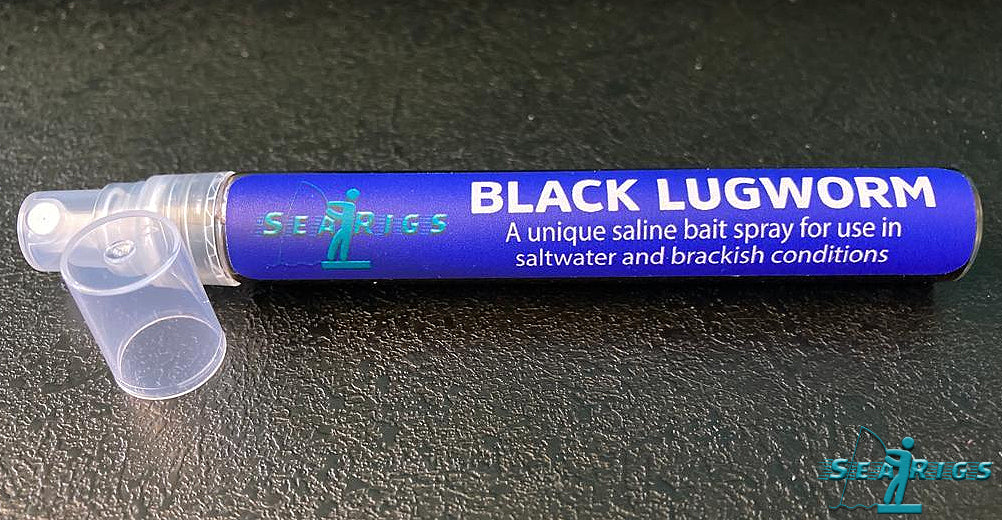 SEARIGS
BLACK LUGWORM
A unique saline bait spray for use in
saltwater and brackish conditions
SEARIGS